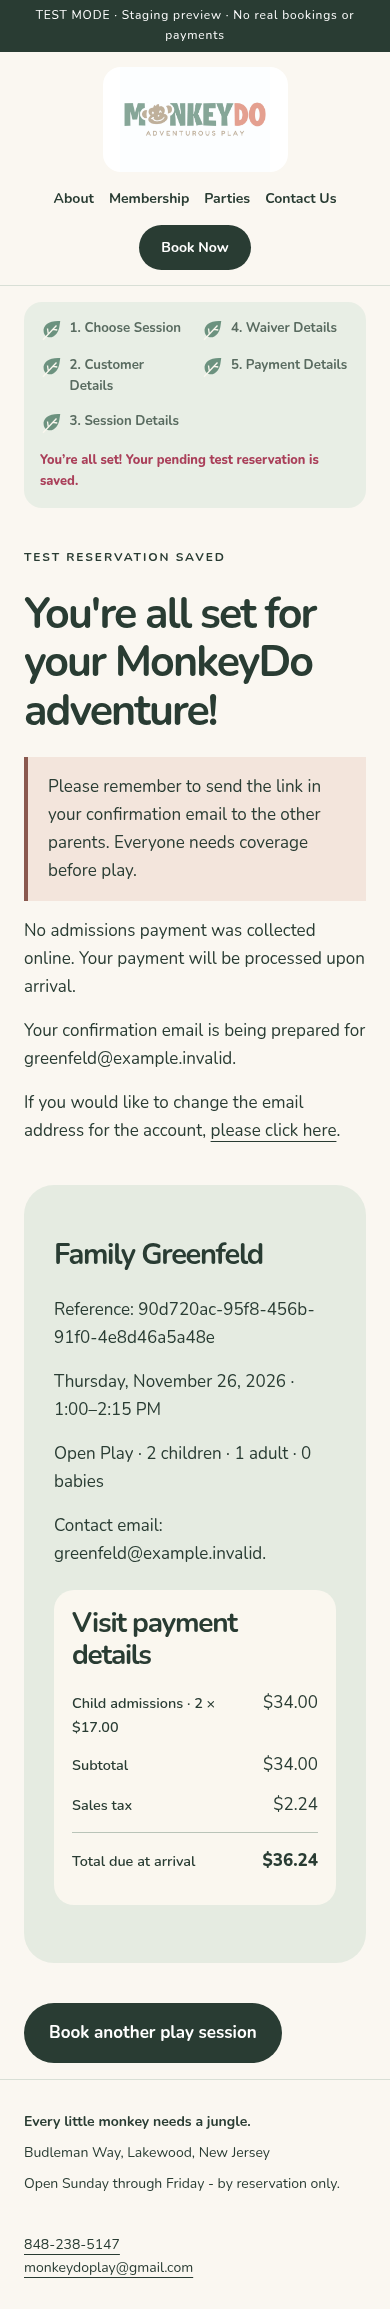 TEST MODE · Staging preview · No real bookings or
payments
MONKEYDO
ADVENTUROUS PLAY
About Membership Parties Contact Us
Book Now
1. Choose Session
2. Customer
Details
3. Session Details
4. Waiver Details
5. Payment Details
You're all set! Your pending test reservation is
saved.
TEST RESERVATION SAVED
You're all set for
your MonkeyDo
adventure!
Please remember to send the link in
your confirmation email to the other
parents. Everyone needs coverage
before play.
No admissions payment was collected
online. Your payment will be processed upon
arrival.
Your confirmation email is being prepared for
greenfeld@example.invalid.
If you would like to change the email
address for the account, please click here.
Family Greenfeld
Reference: 90d720ac-95f8-456b-
91f0-4e8d46a5a48e
Thursday, November 26, 2026 ·
1:00–2:15 PM
Open Play · 2 children · 1 adult · 0
babies
Contact email:
greenfeld@example.invalid.
Visit payment
details
Child admissions · 2 × $34.00
$17.00
Subtotal $34.00
Sales tax $2.24
Total due at arrival $36.24
Book another play session
Every little monkey needs a jungle.
Budleman Way, Lakewood, New Jersey
Open Sunday through Friday - by reservation only.
848-238-5147
monkeydoplay@gmail.com